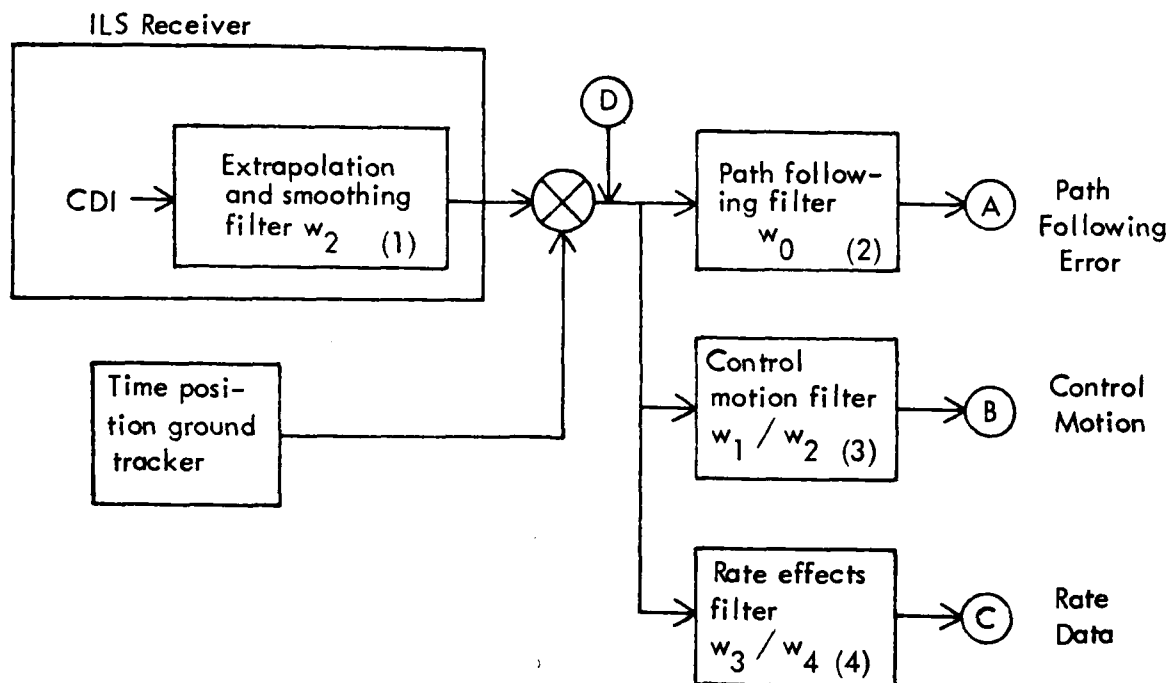 ILS Receiver
CDI
Extrapolation
and smoothing
filter w2 (1)
D
Path follow-
ing filter
w0 (2)
A
Path
Following
Error
Time posi-
tion ground
tracker
Control
motion filter
w1 / w2 (3)
B
Control
Motion
Rate effects
filter
w3 / w4 (4)
C
Rate
Data